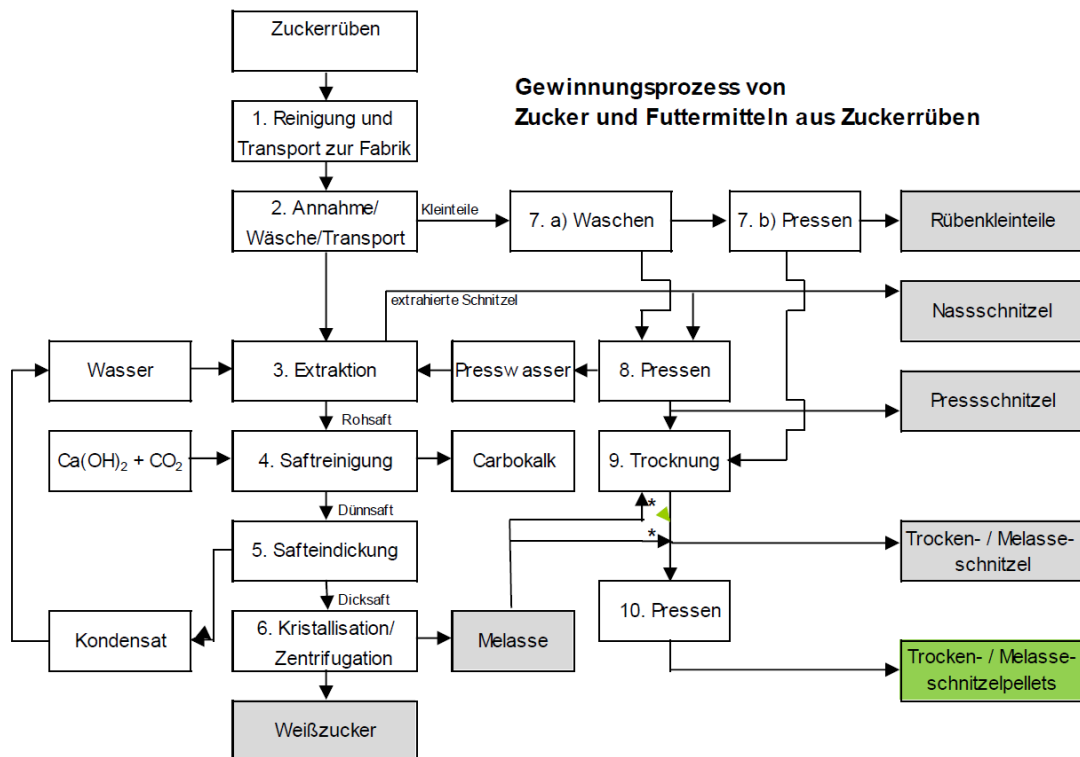 Zuckerrüben
Gewinnungsprozess von
Zucker und Futtermitteln aus Zuckerrüben
1. Reinigung und
Transport zur Fabrik
2. Annahme/
Wäsche/Transport
Kleinteile
7. a) Waschen
7. b) Pressen
Rübenkleinteile
extrahierte Schnitzel
Nassschnitzel
Wasser
3. Extraktion
Presswasser
8. Pressen
Pressschnitzel
Rohsaft
Ca(OH)₂ + CO₂
4. Saftreinigung
Carbokalk
9. Trocknung
Dünnsaft
*
*
5. Safteindickung
Trocken- / Melasse-
schnitzel
Dicksaft
Kondensat
6. Kristallisation/
Zentrifugation
Melasse
10. Pressen
Trocken- / Melasse-
schnitzelpellets
Weißzucker